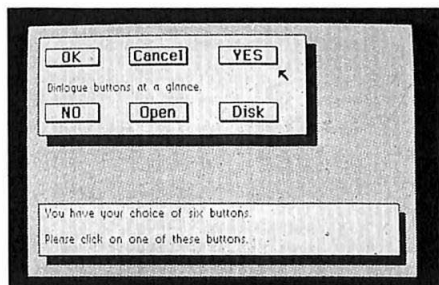 OK Cancel YES
Dialogue buttons at a glance.
NO Open Disk
You have your choice of six buttons.
Please click on one of these buttons.